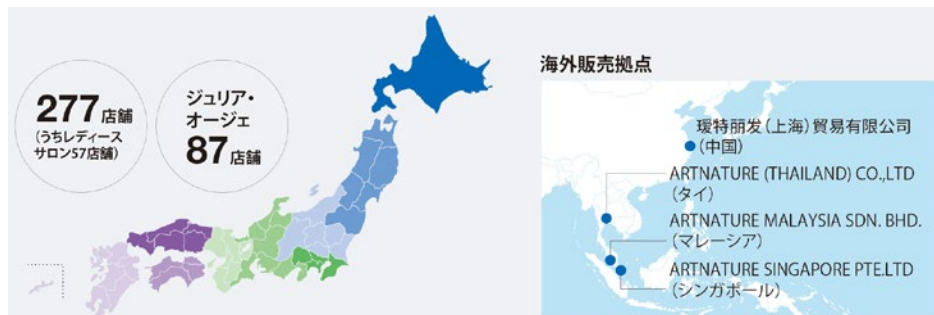 277店舗
(うちレディース
サロン57店舗)
ジュリア・
オージェ
87店舗
海外販売拠点
瑷特丽发(上海)貿易有限公司
(中国)
ARTNATURE (THAILAND) CO.,LTD
(タイ)
ARTNATURE MALAYSIA SDN. BHD.
(マレーシア)
ARTNATURE SINGAPORE PTE.LTD
(シンガポール)